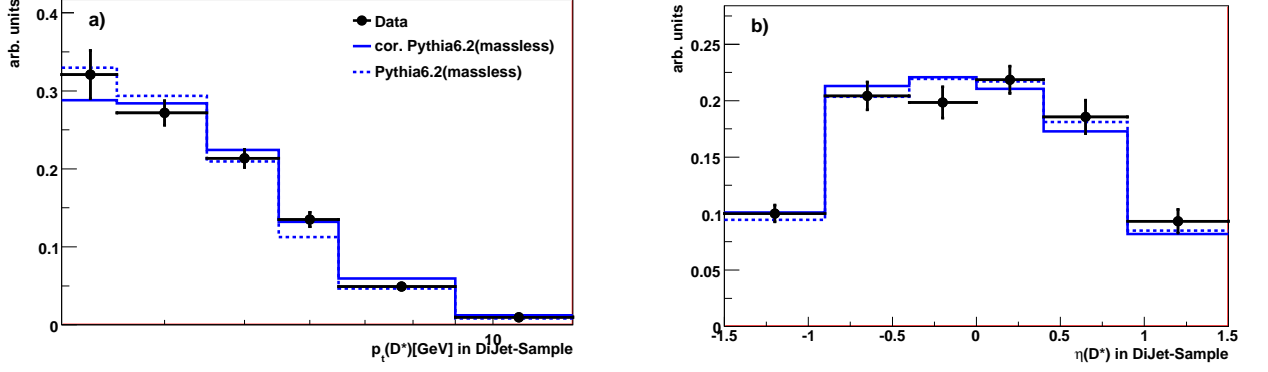 arb. units
0.4
0.3
0.2
0.1
0
a)
Data
cor. Pythia6.2(massless)
Pythia6.2(massless)
10
p_t(D*)[GeV] in DiJet-Sample
arb. units
0.25
0.2
0.15
0.1
0.05
0
b)
-1.5 -1 -0.5 0 0.5 1 1.5
η(D*) in DiJet-Sample